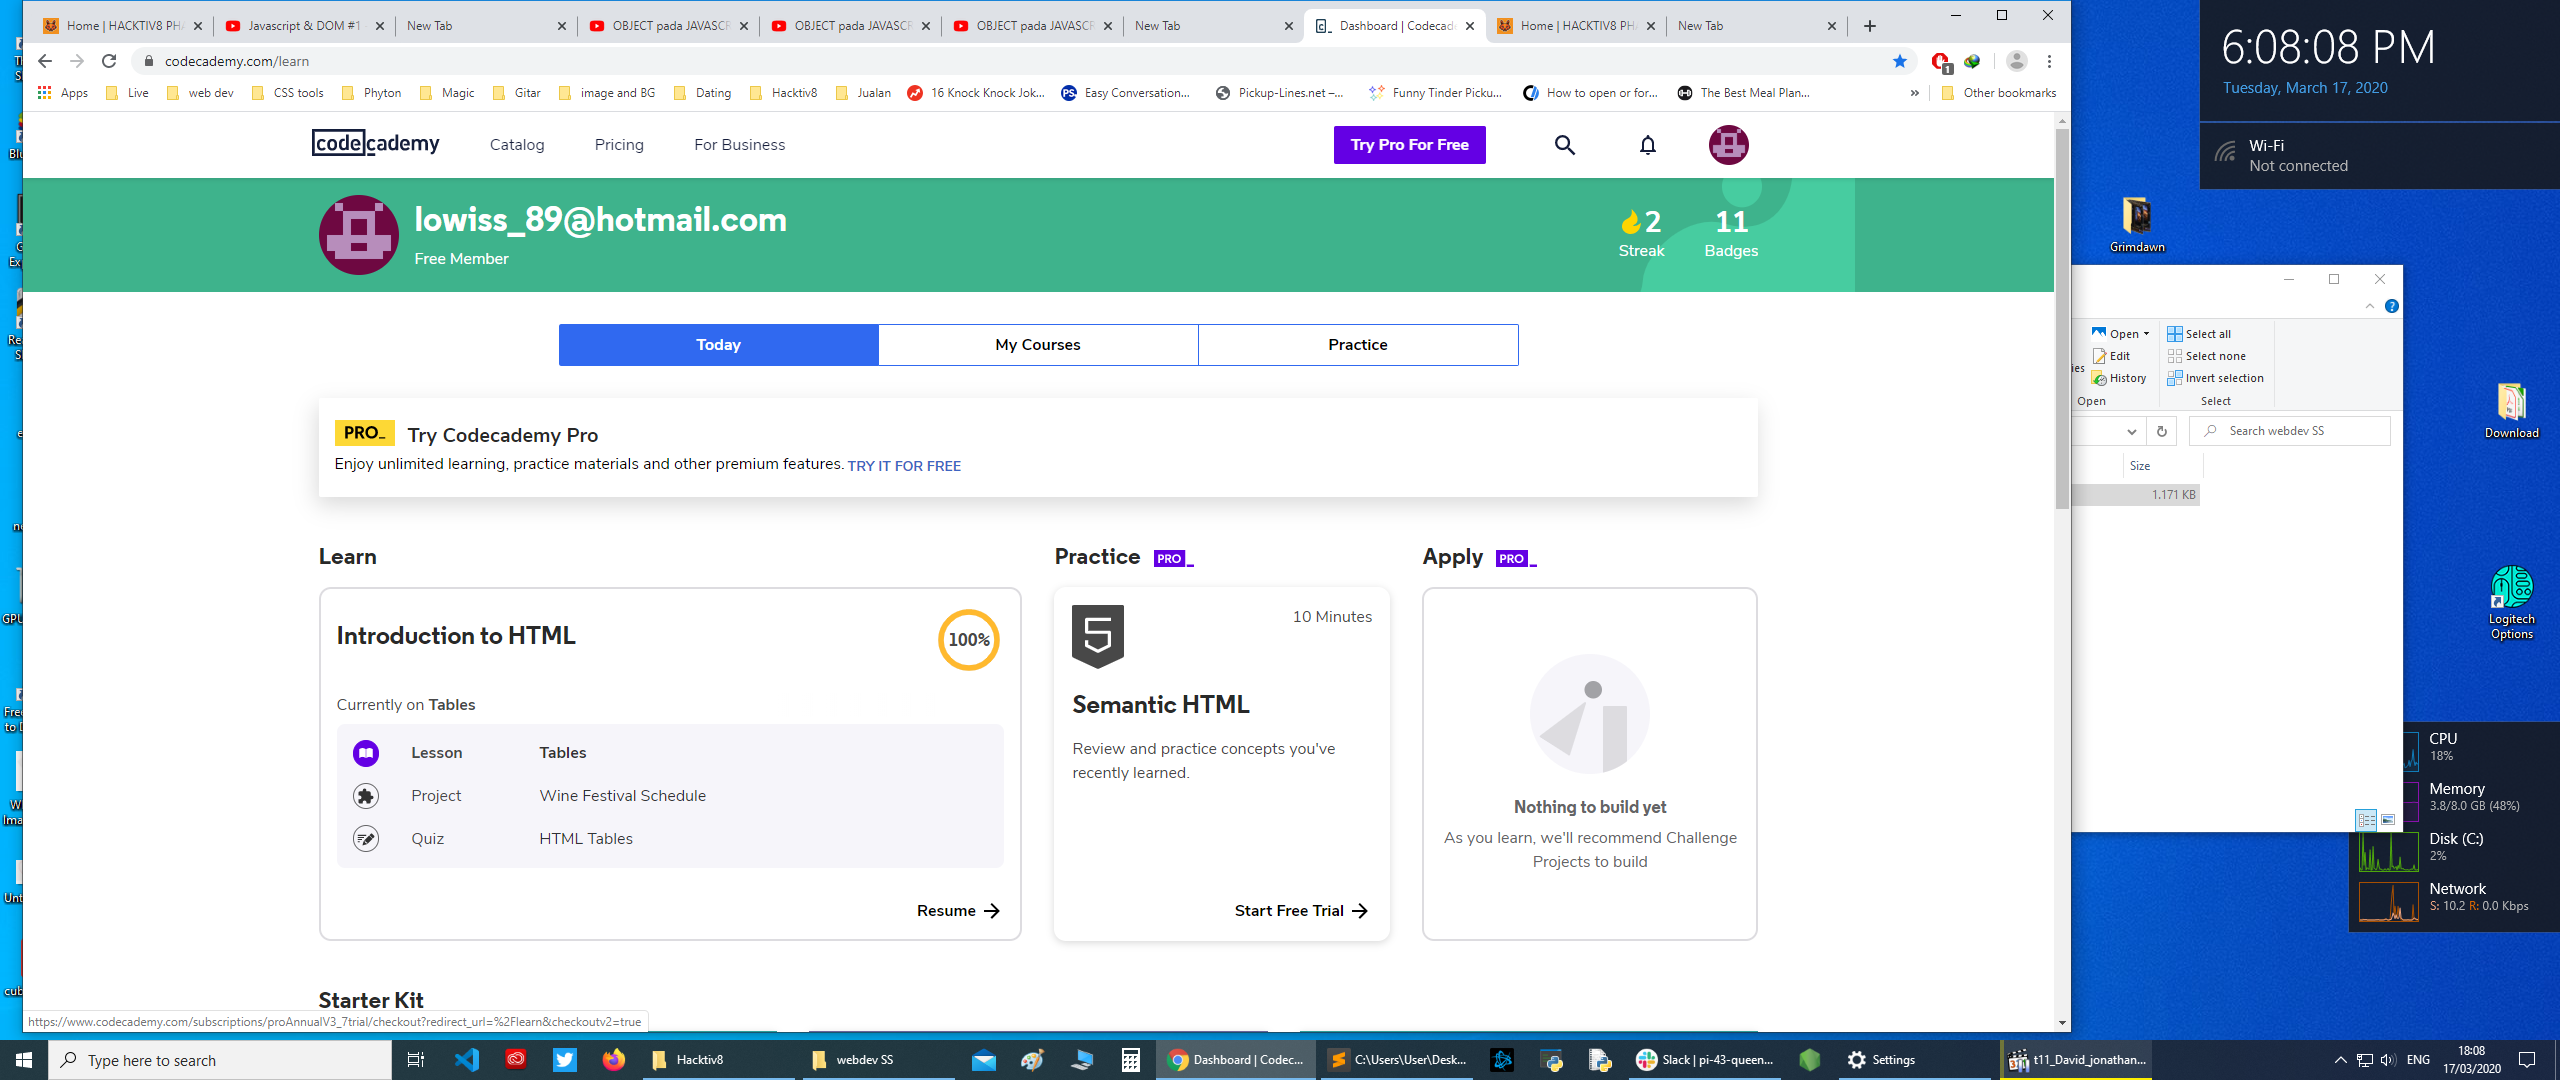 Home | HACKTIV8 PH
Javascript & DOM #1
New Tab
OBJECT pada JAVASCR
OBJECT pada JAVASCR
OBJECT pada JAVASCR
New Tab
Dashboard | Codecade
Home | HACKTIV8 PHA
New Tab
codecademy.com/learn
1
Apps
Live
web dev
CSS tools
Phyton
Magic
Gitar
image and BG
Dating
Hacktiv8
Jualan
16 Knock Knock Jok...
Easy Conversation...
Pickup-Lines.net –...
Funny Tinder Picku...
How to open or for...
The Best Meal Plan...
»
Other bookmarks
codecademy
Catalog
Pricing
For Business
Try Pro For Free
lowiss_89@hotmail.com
Free Member
2
Streak
11
Badges
Today
My Courses
Practice
PRO_
Try Codecademy Pro
Enjoy unlimited learning, practice materials and other premium features. TRY IT FOR FREE
Learn
Introduction to HTML
100%
Currently on Tables
Lesson Tables
Project Wine Festival Schedule
Quiz HTML Tables
Resume
Practice PRO_
10 Minutes
Semantic HTML
Review and practice concepts you've
recently learned.
Start Free Trial
Apply PRO_
Nothing to build yet
As you learn, we'll recommend Challenge
Projects to build
Starter Kit
https://www.codecademy.com/subscriptions/proAnnualV3_7trial/checkout?redirect_url=%2Flearn&checkoutv2=true
6:08:08 PM
Tuesday, March 17, 2020
Wi-Fi
Not connected
Grimdawn
Open
Edit
History
Open
Select all
Select none
Invert selection
Select
Search webdev SS
Size
1.171 KB
Download
Logitech
Options
CPU
18%
Memory
3.8/8.0 GB (48%)
Disk (C:)
2%
Network
S: 10.2 R: 0.0 Kbps
Type here to search
Hacktiv8
webdev SS
Dashboard | Codec...
C:\Users\User\Desk...
Slack | pi-43-queen...
Settings
t11_David_jonathan...
ENG
18:08
17/03/2020